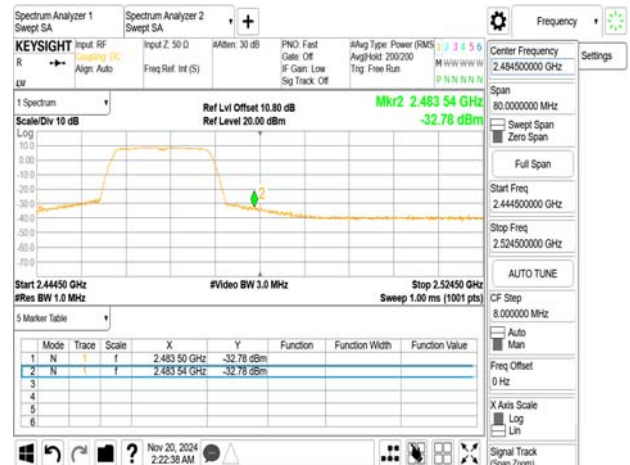 Spectrum Analyzer 1
Swept SA
Spectrum Analyzer 2
Swept SA
+
Frequency
KEYSIGHT
R
Input: RF
Coupling: DC
Align: Auto
Input Z: 50 Ω
Freq Ref: Int (S)
#Atten: 30 dB
PNO: Fast
Gate: Off
IF Gain: Low
Sig Track: Off
#Avg Type: Power (RMS
Avg|Hold: 200/200
Trig: Free Run
1 2 3 4 5 6
M W W W W W
P N N N N N
1 Spectrum
Scale/Div 10 dB
Log
Ref Lvl Offset 10.80 dB
Ref Level 20.00 dBm
Mkr2 2.483 54 GHz
-32.78 dBm
10.0
0.00
-10.0
-20.0
-30.0
-40.0
-50.0
-60.0
-70.0
2
Start 2.44450 GHz
#Res BW 1.0 MHz
#Video BW 3.0 MHz
Stop 2.52450 GHz
Sweep 1.00 ms (1001 pts)
5 Marker Table
Mode Trace Scale X Y Function Function Width Function Value
1 N 1 f 2.483 50 GHz -32.78 dBm
2 N 1 f 2.483 54 GHz -32.78 dBm
3
4
5
6
?
Nov 20, 2024
2:22:38 AM
Center Frequency
2.484500000 GHz
Settings
Span
80.0000000 MHz
Swept Span
Zero Span
Full Span
Start Freq
2.444500000 GHz
Stop Freq
2.524500000 GHz
AUTO TUNE
CF Step
8.000000 MHz
Auto
Man
Freq Offset
0 Hz
X Axis Scale
Log
Lin
Signal Track
(Span Zoom)